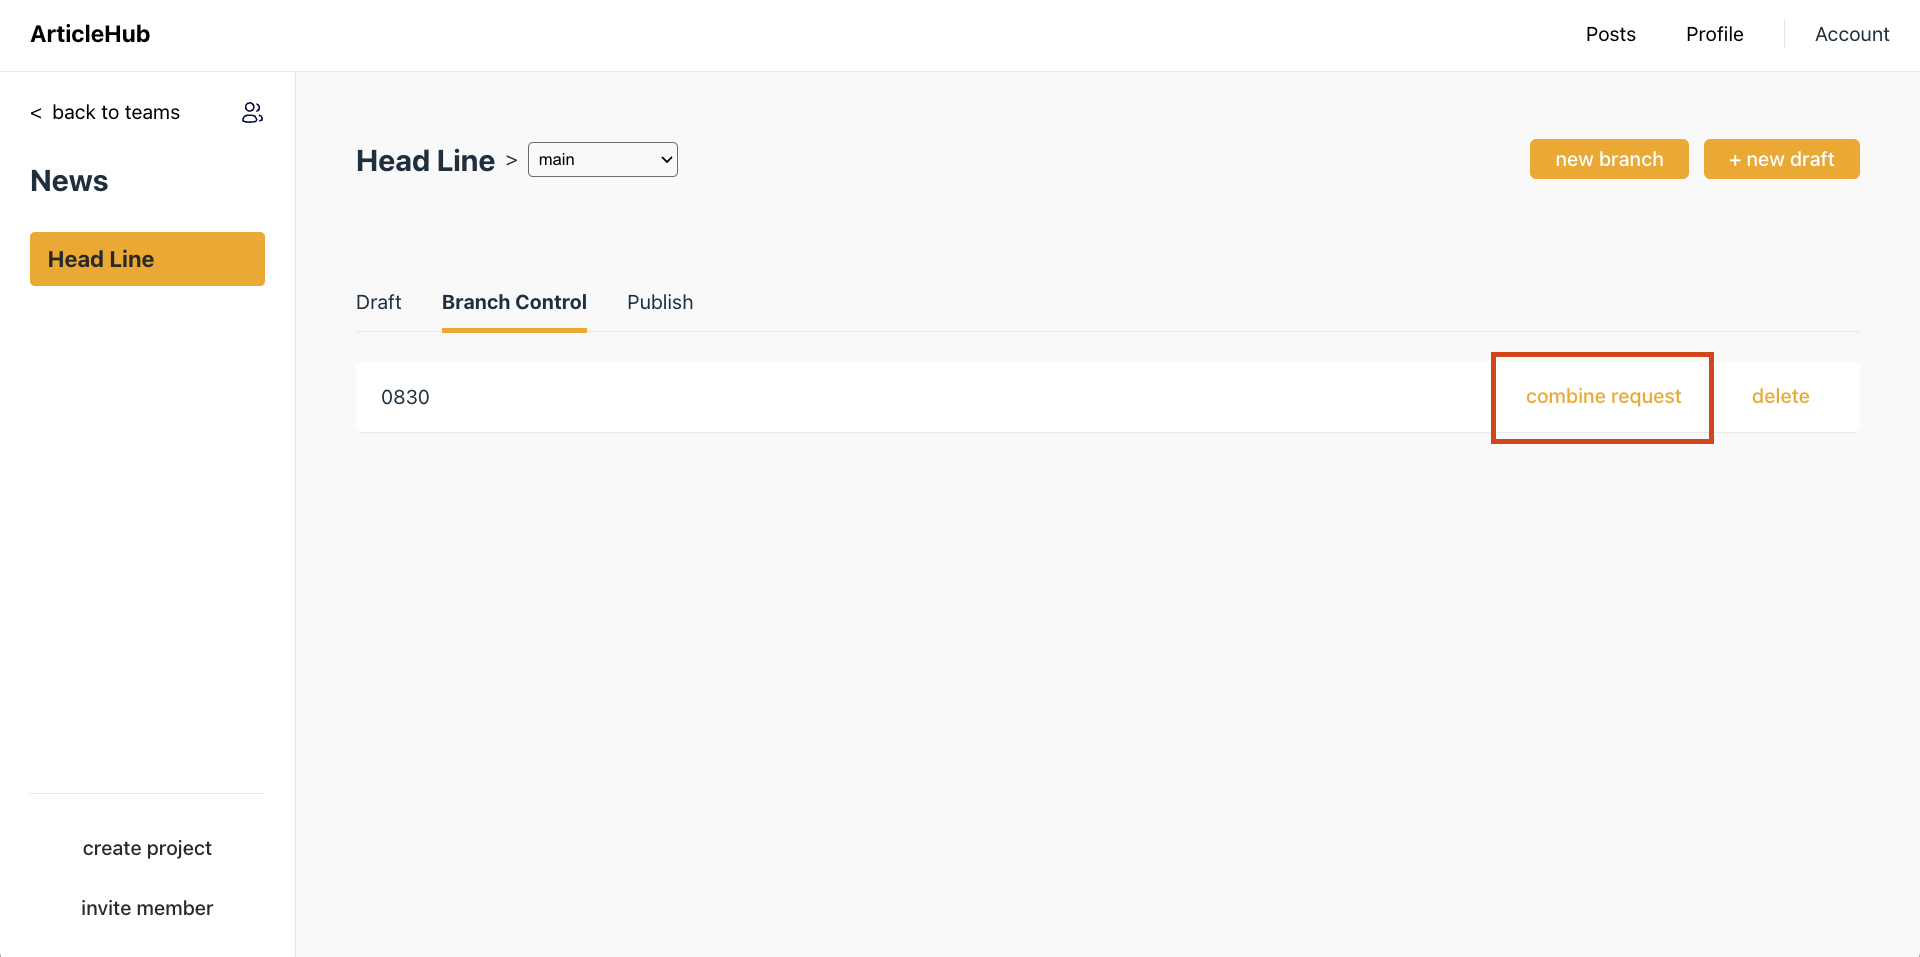 ArticleHub
Posts
Profile
Account
< back to teams
News
Head Line
Head Line > main
new branch
+ new draft
Draft
Branch Control
Publish
0830
combine request
delete
create project
invite member